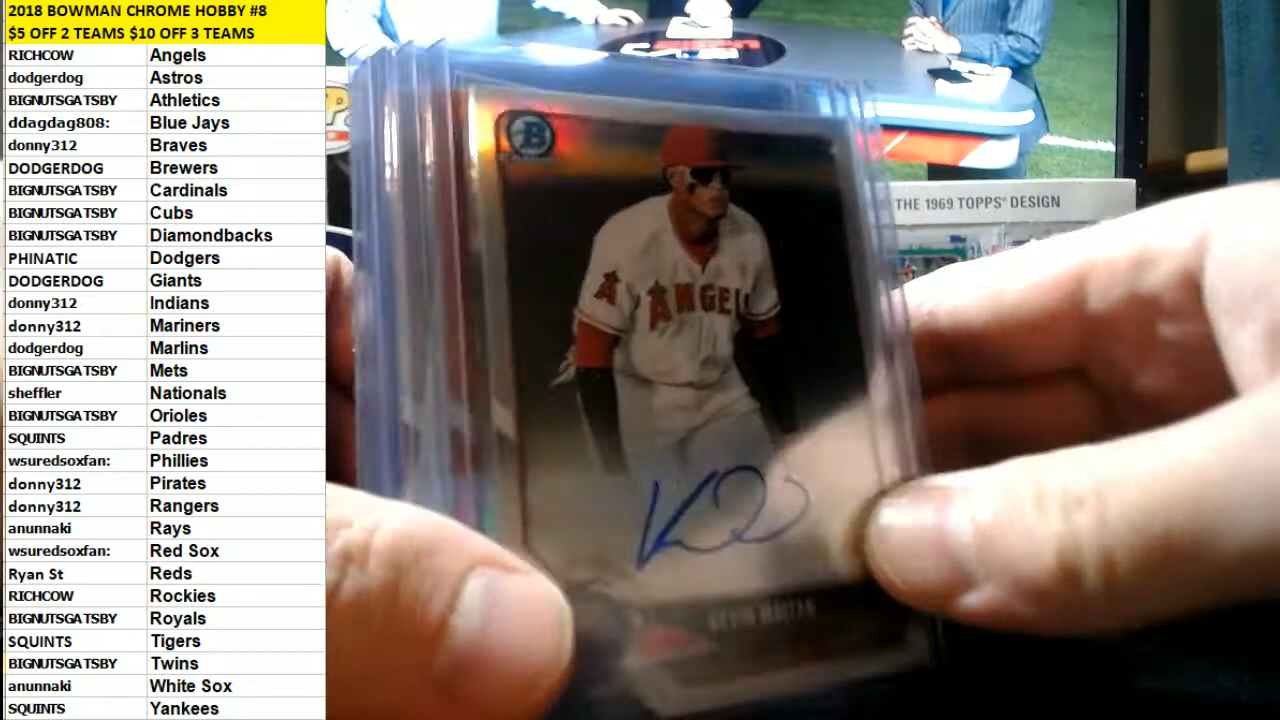 2018 BOWMAN CHROME HOBBY #8
$5 OFF 2 TEAMS $10 OFF 3 TEAMS
RICHCOW Angels
dodgerdog Astros
BIGNUTSGATSBY Athletics
ddagdag808: Blue Jays
donny312 Braves
DODGERDOG Brewers
BIGNUTSGATSBY Cardinals
BIGNUTSGATSBY Cubs
BIGNUTSGATSBY Diamondbacks
PHINATIC Dodgers
DODGERDOG Giants
donny312 Indians
donny312 Mariners
dodgerdog Marlins
BIGNUTSGATSBY Mets
sheffler Nationals
BIGNUTSGATSBY Orioles
SQUINTS Padres
wsuredsoxfan: Phillies
donny312 Pirates
donny312 Rangers
anunnaki Rays
wsuredsoxfan: Red Sox
Ryan St Reds
RICHCOW Rockies
BIGNUTSGATSBY Royals
SQUINTS Tigers
BIGNUTSGATSBY Twins
anunnaki White Sox
SQUINTS Yankees
B
A ANGEL
THE 1969 TOPPS® DESIGN
KEVIN MAITAN